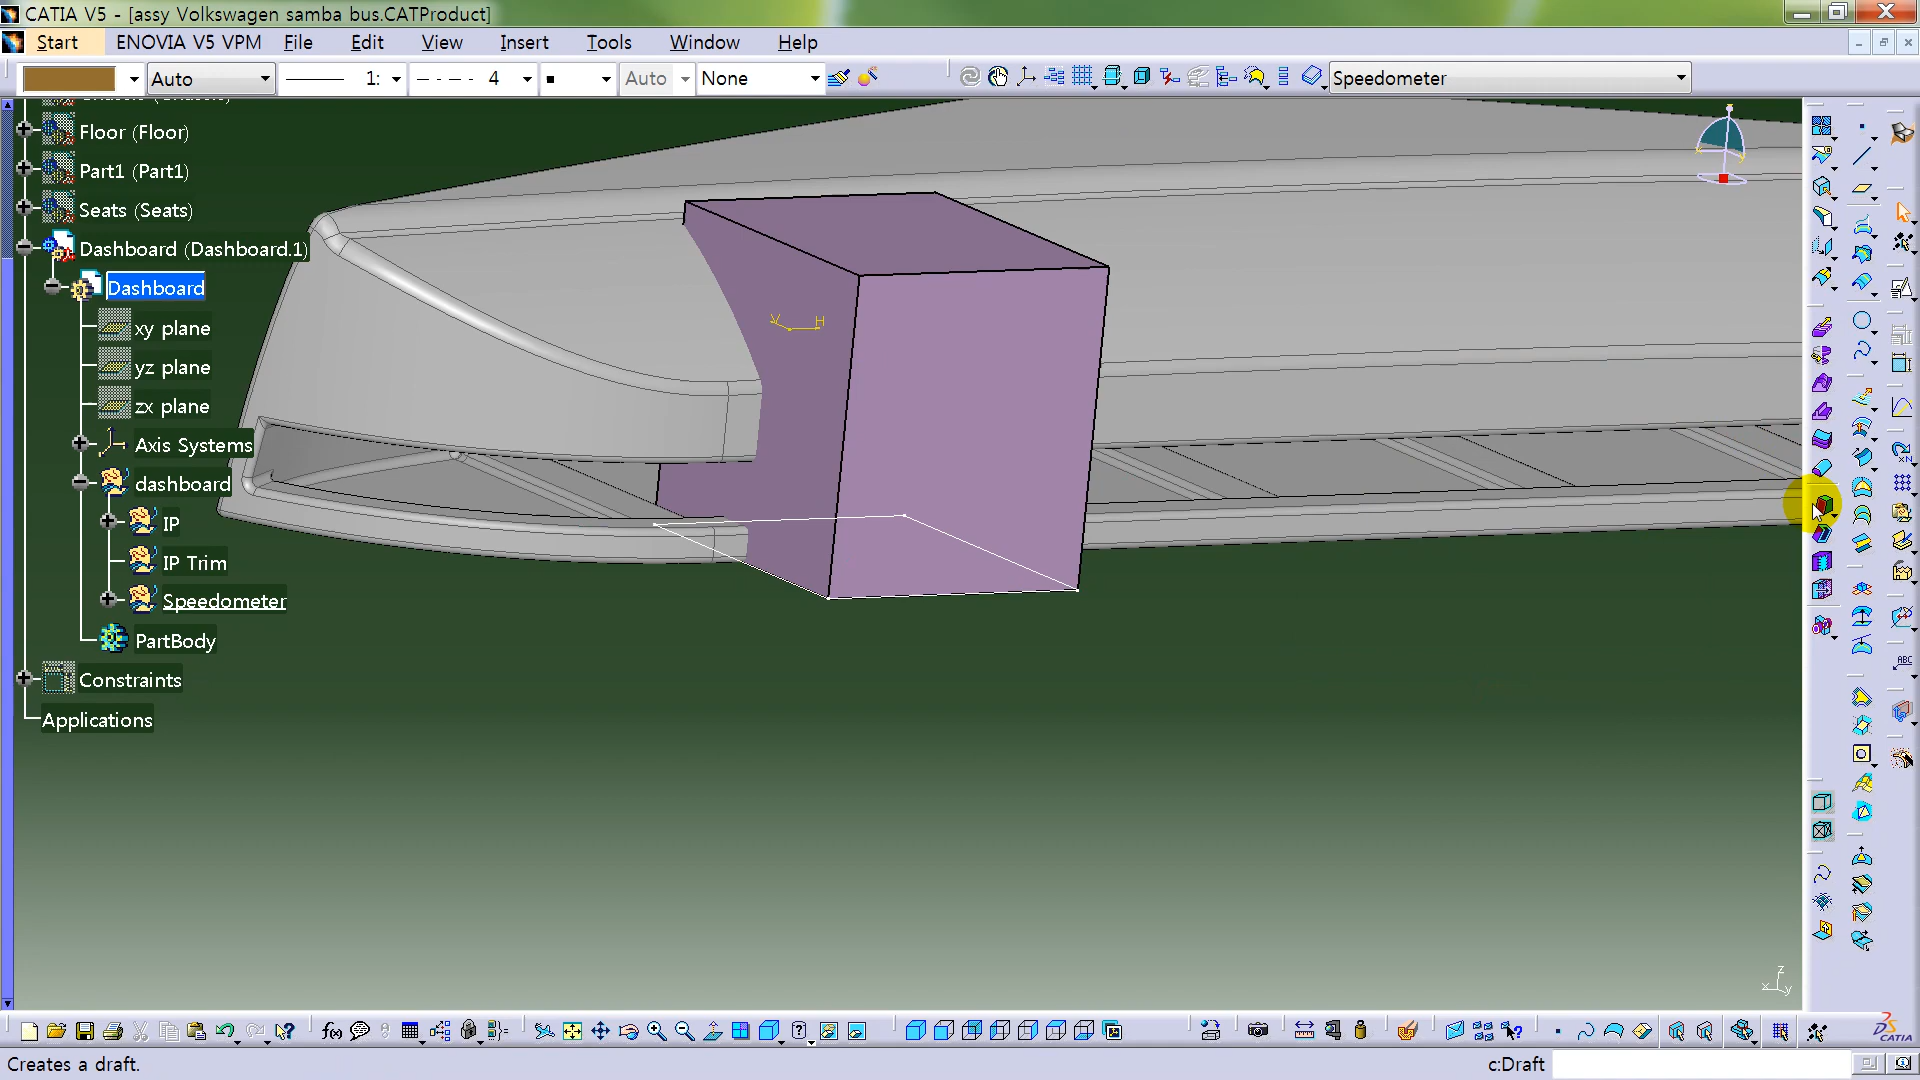 CATIA V5 - [assy Volkswagen samba bus.CATProduct]
Start ENOVIA V5 VPM File Edit View Insert Tools Window Help
Auto 1: 4 Auto None Speedometer
Floor (Floor)
Part1 (Part1)
Seats (Seats)
Dashboard (Dashboard.1)
Dashboard
xy plane
yz plane
zx plane
Axis Systems
dashboard
IP
IP Trim
Speedometer
PartBody
Constraints
Applications
V H
ABC
z
x y
f(x)
CATIA
Creates a draft.
c:Draft